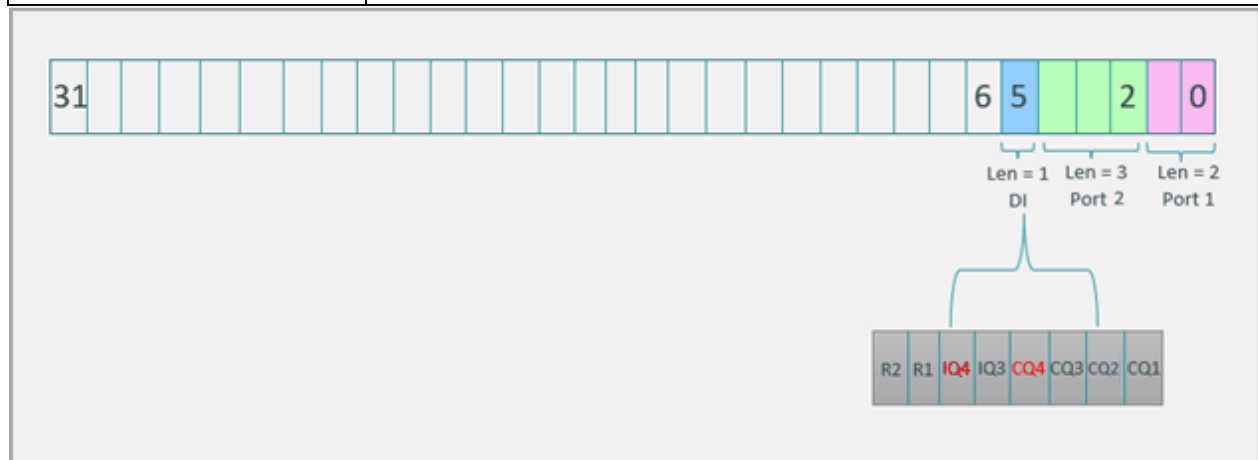 31 6 5 2 0
Len = 1 Len = 3 Len = 2
DI Port 2 Port 1
R2 R1 IQ4 IQ3 CQ4 CQ3 CQ2 CQ1